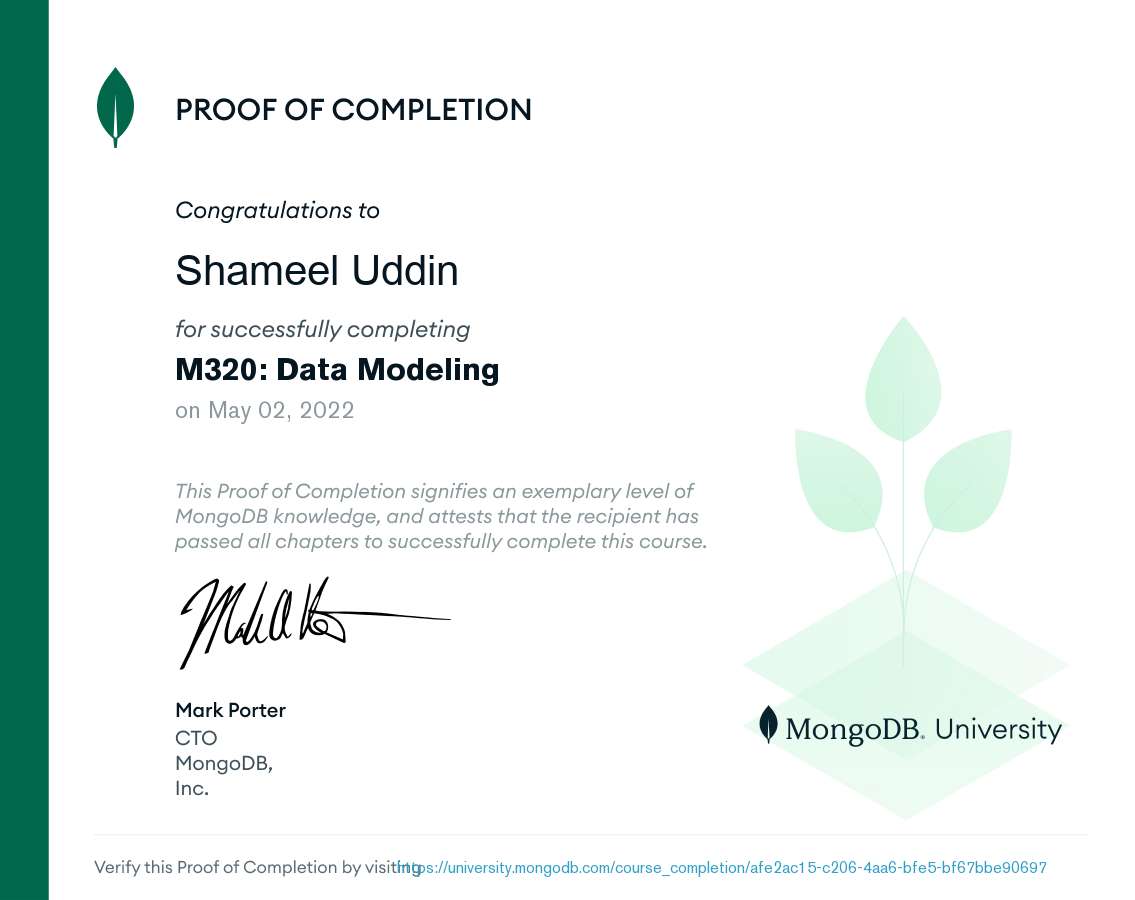 PROOF OF COMPLETION
Congratulations to
Shameel Uddin
for successfully completing
M320: Data Modeling
on May 02, 2022
This Proof of Completion signifies an exemplary level of
MongoDB knowledge, and attests that the recipient has
passed all chapters to successfully complete this course.
Mark Porter
CTO
MongoDB,
Inc.
MongoDB. University
Verify this Proof of Completion by visiting https://university.mongodb.com/course_completion/afe2ac15-c206-4aa6-bfe5-bf67bbe90697